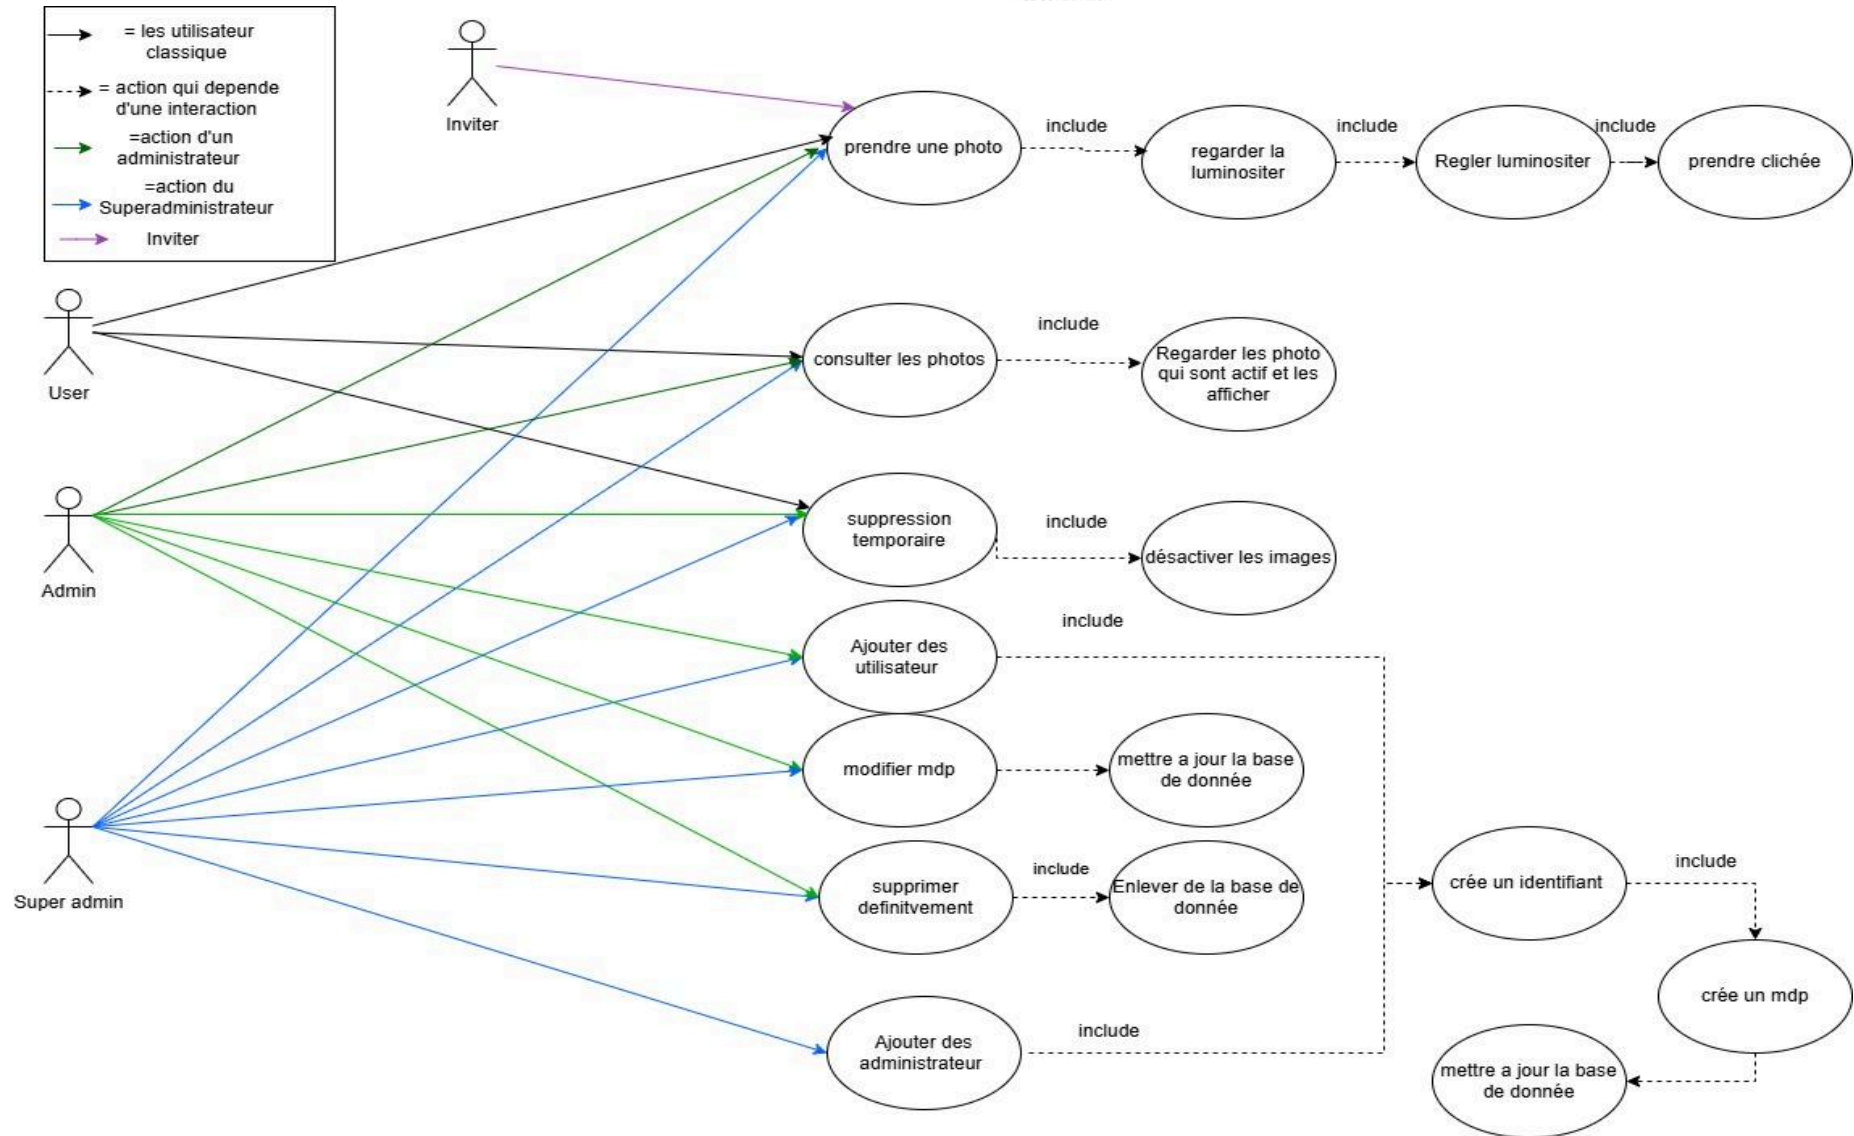 = les utilisateur
classique
= action qui depende
d'une interaction
=action d'un
administrateur
=action du
Superadministrateur
Inviter
Inviter
prendre une photo
include
regarder la
luminositer
include
Regler luminositer
include
prendre clichée
User
consulter les photos
include
Regarder les photo
qui sont actif et les
afficher
Admin
suppression
temporaire
include
désactiver les images
Ajouter des
utilisateur
include
modifier mdp
mettre a jour la base
de donnée
Super admin
supprimer
definitvement
include
Enlever de la base de
donnée
crée un identifiant
include
crée un mdp
Ajouter des
administrateur
include
mettre a jour la base
de donnée